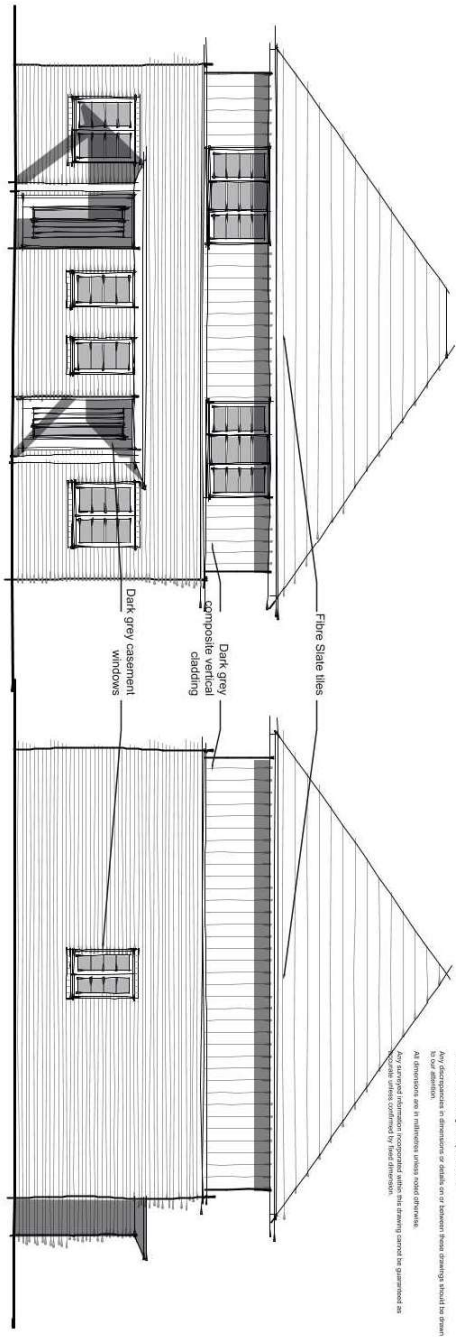 Any discrepancies in dimensions or details on or between these drawings should be drawn
to our attention.
All dimensions are in millimetres unless noted otherwise.
Any surveyed information incorporated within this drawing cannot be guaranteed as
accurate unless confirmed by fixed dimension.
Fibre Slate tiles
Dark grey
composite vertical
cladding
Dark grey casement
windows